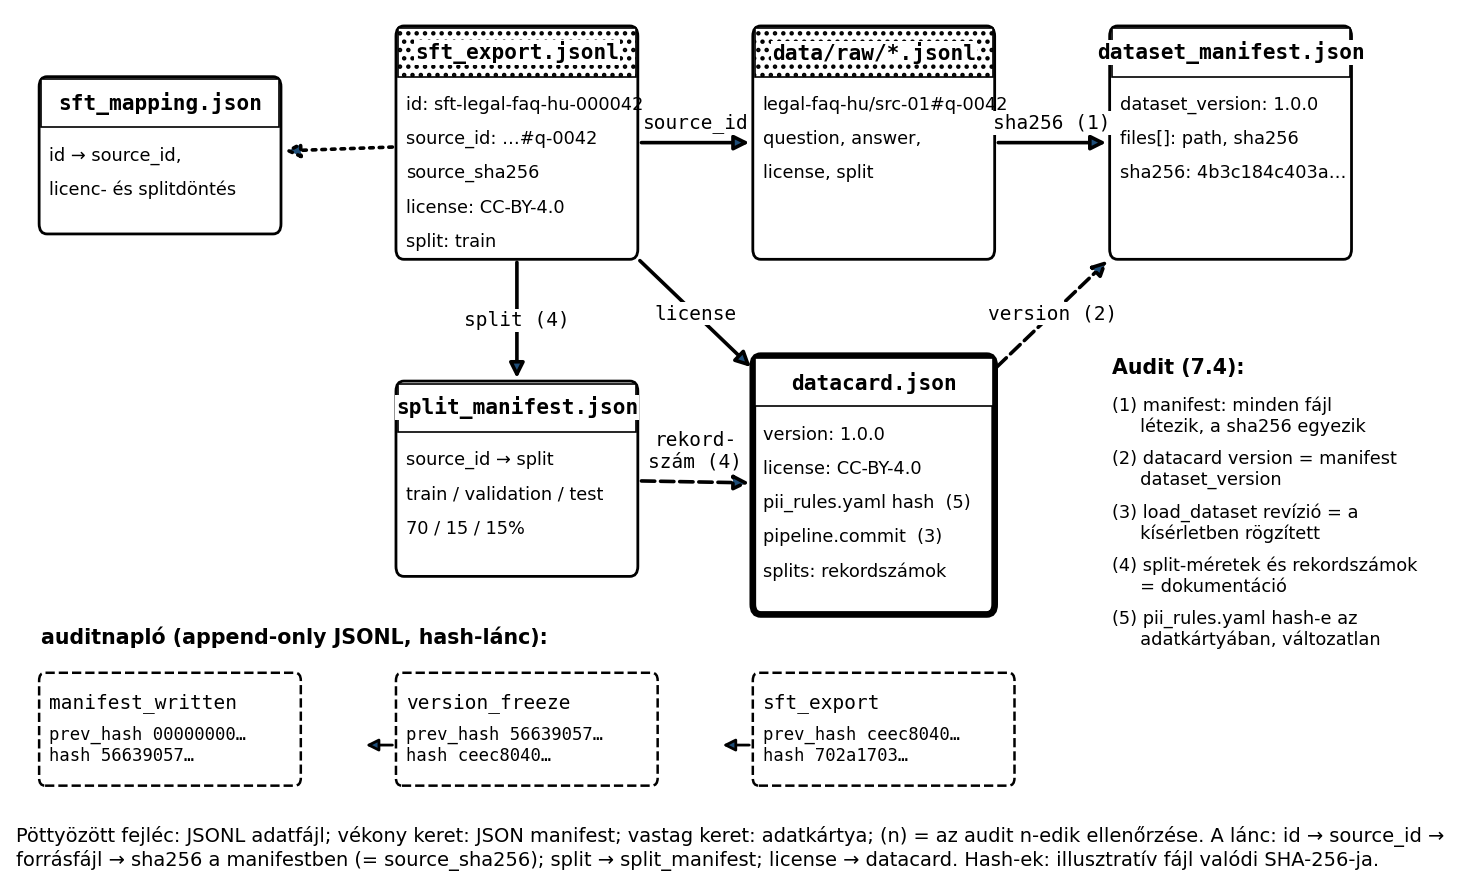 sft_mapping.json
id → source_id,
licenc- és splitdöntés
sft_export.jsonl
id: sft-legal-faq-hu-000042
source_id: …#q-0042
source_sha256
license: CC-BY-4.0
split: train
source_id
data/raw/*.jsonl
legal-faq-hu/src-01#q-0042
question, answer,
license, split
sha256 (1)
dataset_manifest.json
dataset_version: 1.0.0
files[]: path, sha256
sha256: 4b3c184c403a…
split (4)
license
version (2)
split_manifest.json
source_id → split
train / validation / test
70 / 15 / 15%
rekord-
szám (4)
datacard.json
version: 1.0.0
license: CC-BY-4.0
pii_rules.yaml hash (5)
pipeline.commit (3)
splits: rekordszámok
Audit (7.4):
(1) manifest: minden fájl
létezik, a sha256 egyezik
(2) datacard version = manifest
dataset_version
(3) load_dataset revízió = a
kísérletben rögzített
(4) split-méretek és rekordszámok
= dokumentáció
(5) pii_rules.yaml hash-e az
adatkártyában, változatlan
auditnapló (append-only JSONL, hash-lánc):
manifest_written
prev_hash 00000000…
hash 56639057…
version_freeze
prev_hash 56639057…
hash ceec8040…
sft_export
prev_hash ceec8040…
hash 702a1703…
Pöttyözött fejléc: JSONL adatfájl; vékony keret: JSON manifest; vastag keret: adatkártya; (n) = az audit n-edik ellenőrzése. A lánc: id → source_id →
forrásfájl → sha256 a manifestben (= source_sha256); split → split_manifest; license → datacard. Hash-ek: illusztratív fájl valódi SHA-256-ja.